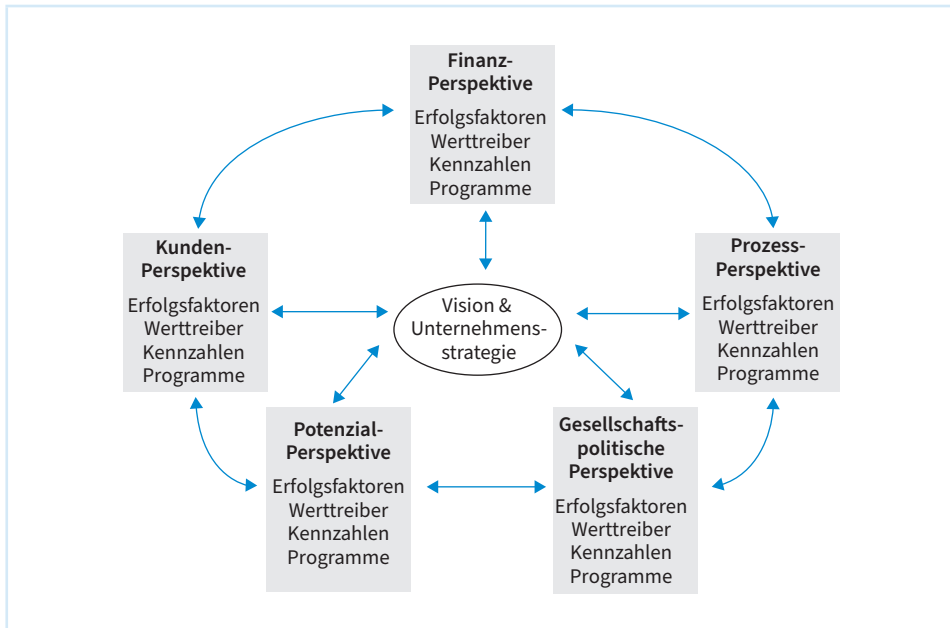 Finanz-
Perspektive
Erfolgsfaktoren
Werttreiber
Kennzahlen
Programme
Kunden-
Perspektive
Erfolgsfaktoren
Werttreiber
Kennzahlen
Programme
Vision &
Unternehmens-
strategie
Prozess-
Perspektive
Erfolgsfaktoren
Werttreiber
Kennzahlen
Programme
Potenzial-
Perspektive
Erfolgsfaktoren
Werttreiber
Kennzahlen
Programme
Gesellschafts-
politische
Perspektive
Erfolgsfaktoren
Werttreiber
Kennzahlen
Programme